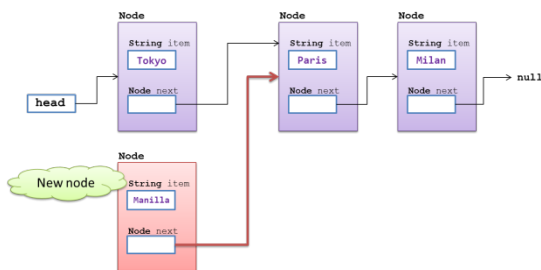 Node
String item
Tokyo
Node next
Node
String item
Paris
Node next
Node
String item
Milan
Node next
null
head
New node
Node
String item
Manilla
Node next